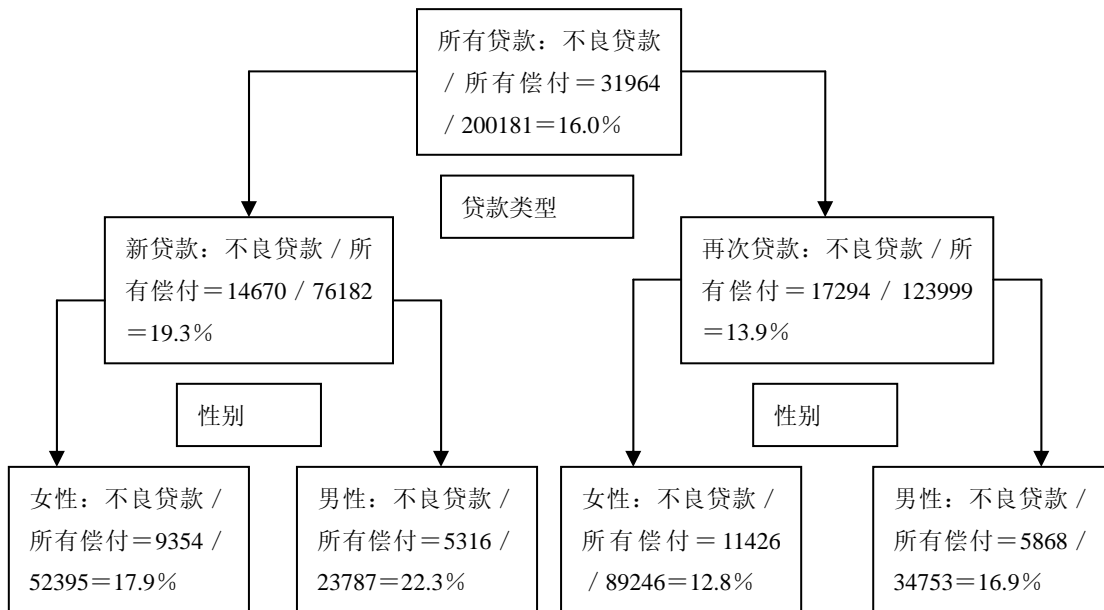 所有贷款：不良贷款
／所有偿付＝31964
／200181＝16.0％
贷款类型
新贷款：不良贷款／所
有偿付＝14670／76182
＝19.3％
再次贷款：不良贷款／所
有偿付＝17294／123999
＝13.9％
性别
性别
女性：不良贷款／
所有偿付＝9354／
52395＝17.9％
男性：不良贷款／
所有偿付＝5316／
23787＝22.3％
女性：不良贷款／
所有偿付＝11426
／89246＝12.8％
男性：不良贷款／
所有偿付＝5868／
34753＝16.9％